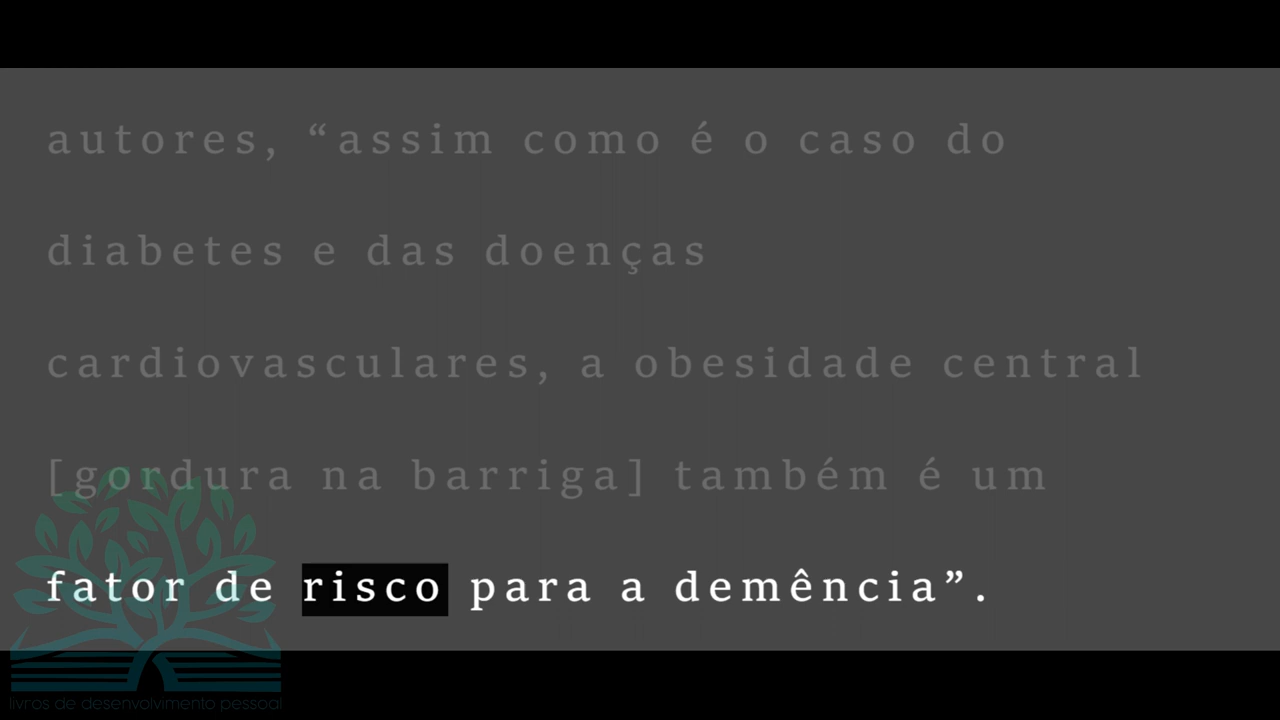 autores, “assim como é o caso do
diabetes e das doenças
cardiovasculares, a obesidade central
[gordura na barriga] também é um
fator de risco para a demência”.
livros de desenvolvimento pessoal